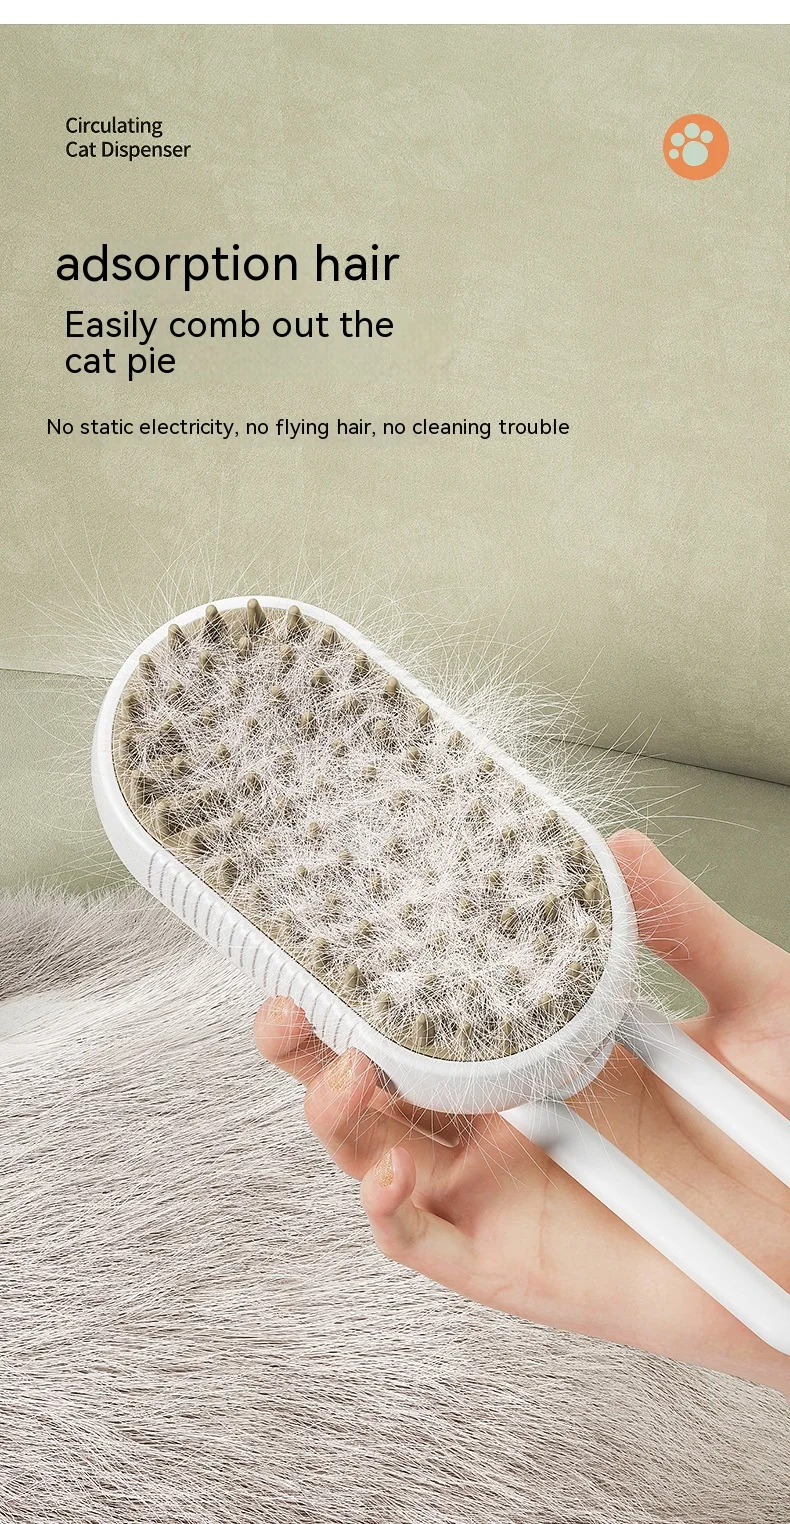 Circulating
Cat Dispenser
adsorption hair
Easily comb out the
cat pie
No static electricity, no flying hair, no cleaning trouble